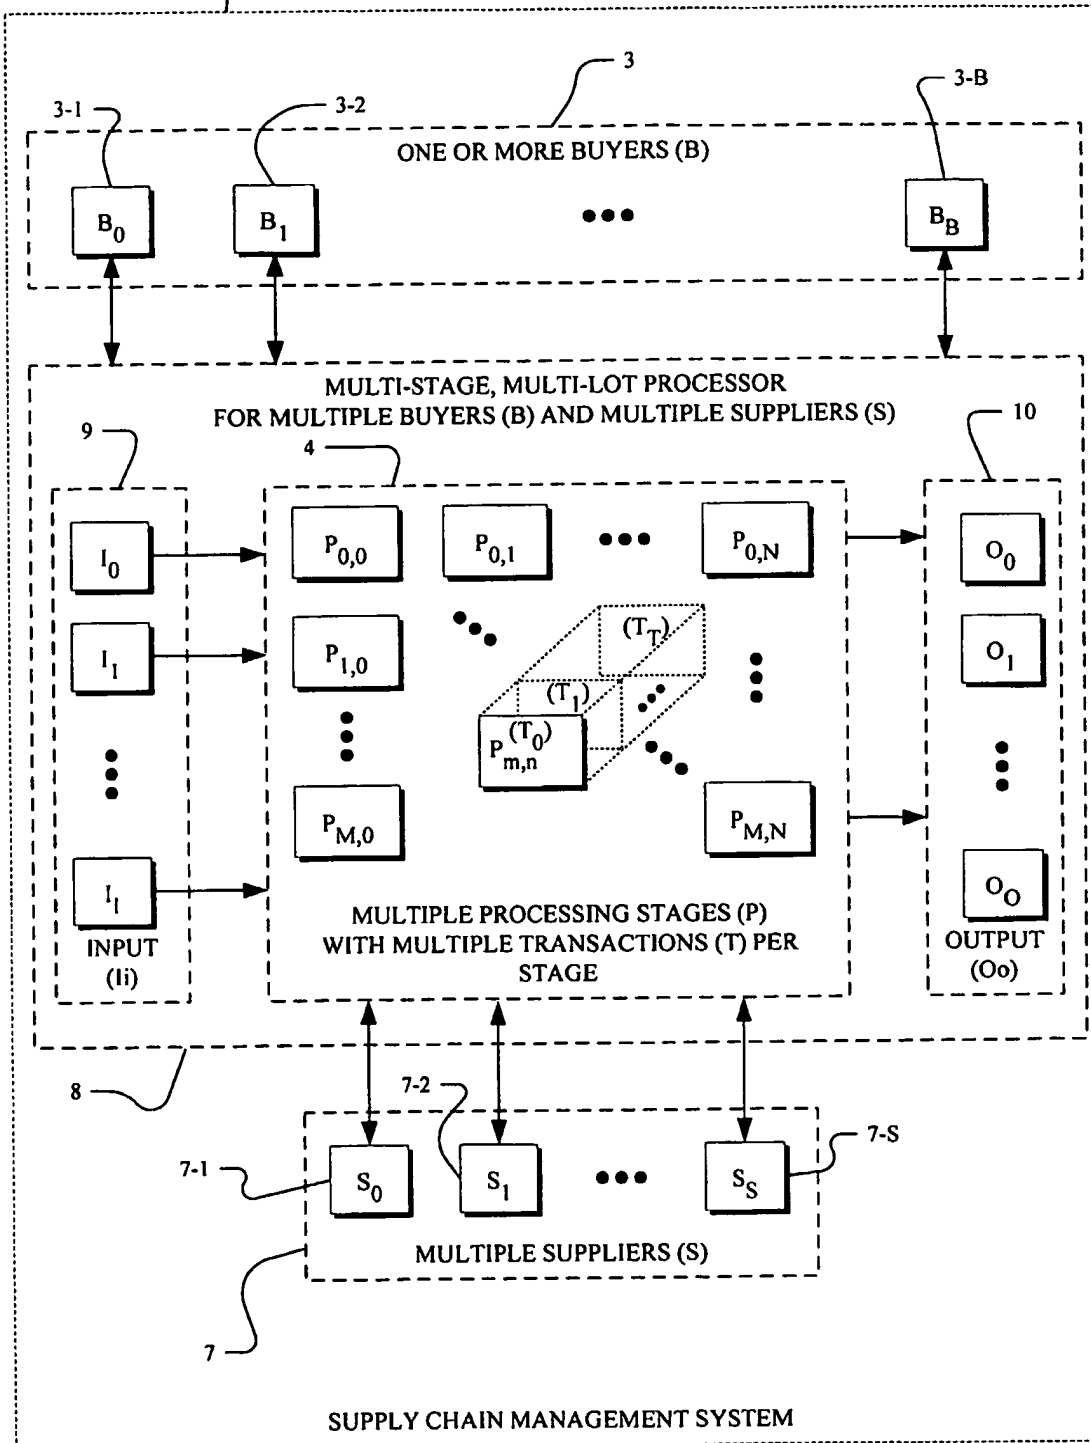 3
3-1
3-2
3-B
ONE OR MORE BUYERS (B)
B0
B1
BB
MULTI-STAGE, MULTI-LOT PROCESSOR
FOR MULTIPLE BUYERS (B) AND MULTIPLE SUPPLIERS (S)
9
4
10
I0
P0,0
P0,1
P0,N
O0
I1
P1,0
(TT)
(T1)
(T0)
Pm,n
O1
PM,0
PM,N
II
OO
INPUT
(Ii)
MULTIPLE PROCESSING STAGES (P)
WITH MULTIPLE TRANSACTIONS (T) PER
STAGE
OUTPUT
(Oo)
8
7-2
7-1
7-S
S0
S1
SS
MULTIPLE SUPPLIERS (S)
7
SUPPLY CHAIN MANAGEMENT SYSTEM